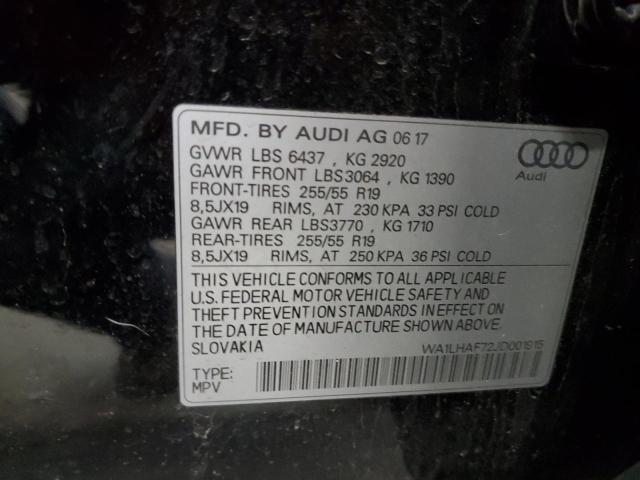 MFD. BY AUDI AG 06 17
GVWR LBS 6437 , KG 2920
GAWR FRONT LBS3064 , KG 1390
FRONT-TIRES 255/55 R19
8,5JX19 RIMS, AT 230 KPA 33 PSI COLD
GAWR REAR LBS3770 , KG 1710
REAR-TIRES 255/55 R19
8,5JX19 RIMS, AT 250 KPA 36 PSI COLD
Audi
THIS VEHICLE CONFORMS TO ALL APPLICABLE
U.S. FEDERAL MOTOR VEHICLE SAFETY AND
THEFT PREVENTION STANDARDS IN EFFECT ON
THE DATE OF MANUFACTURE SHOWN ABOVE.
SLOVAKIA
WA1LHAF72JD001815
TYPE:
MPV